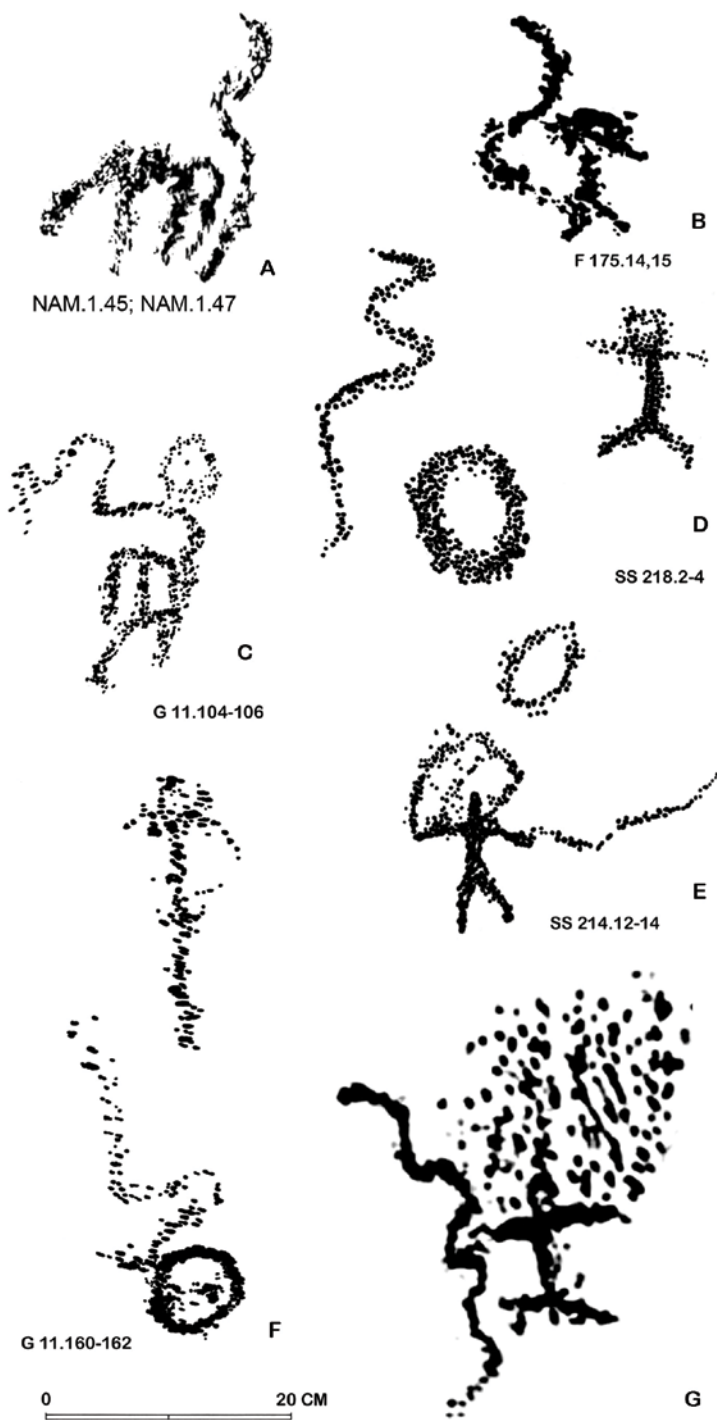 A
NAM.1.45; NAM.1.47
B
F 175.14,15
D
SS 218.2-4
C
G 11.104-106
E
SS 214.12-14
F
G 11.160-162
0 20 CM
G